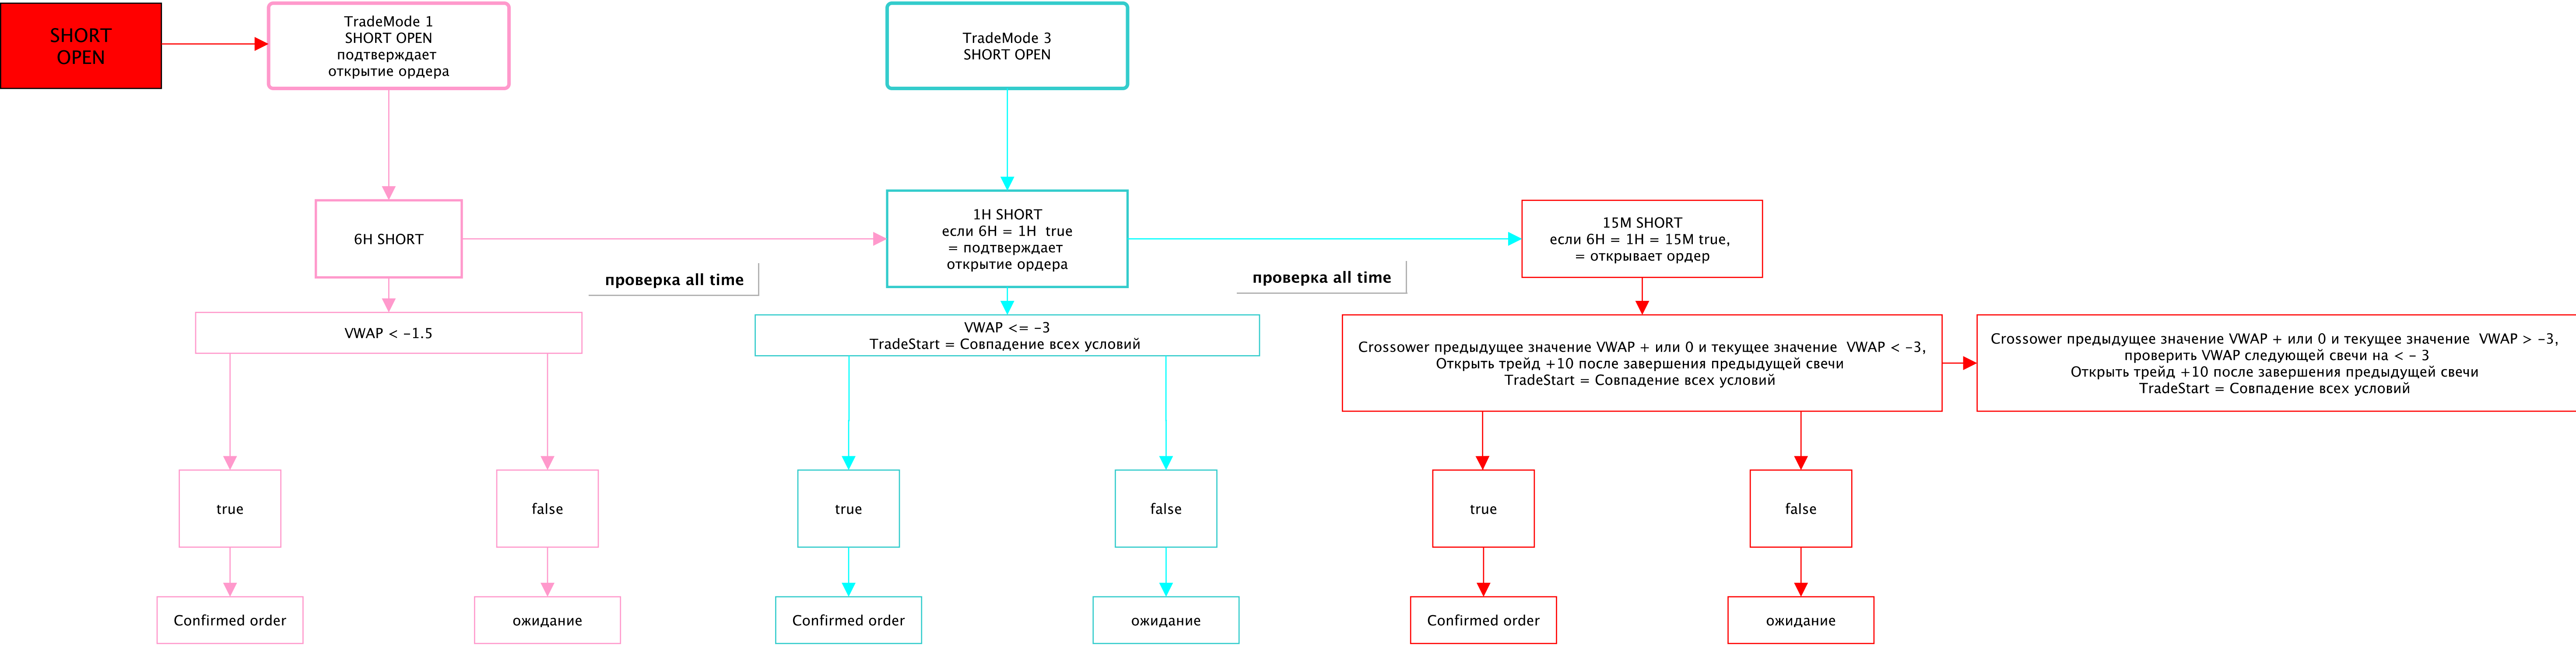 SHORT
OPEN
TradeMode 1
SHORT OPEN
подтверждает
открытие ордера
TradeMode 3
SHORT OPEN
6H SHORT
1H SHORT
если 6H = 1H true
= подтверждает
открытие ордера
15M SHORT
если 6H = 1H = 15M true,
= открывает ордер
проверка all time
проверка all time
VWAP < -1.5
VWAP <= -3
TradeStart = Совпадение всех условий
Crossower предыдущее значение VWAP + или 0 и текущее значение VWAP < -3,
Открыть трейд +10 после завершения предыдущей свечи
TradeStart = Совпадение всех условий
Crossower предыдущее значение VWAP + или 0 и текущее значение VWAP > -3,
проверить VWAP следующей свечи на < - 3
Открыть трейд +10 после завершения предыдущей свечи
TradeStart = Совпадение всех условий
true
false
true
false
true
false
Confirmed order
ожидание
Confirmed order
ожидание
Confirmed order
ожидание